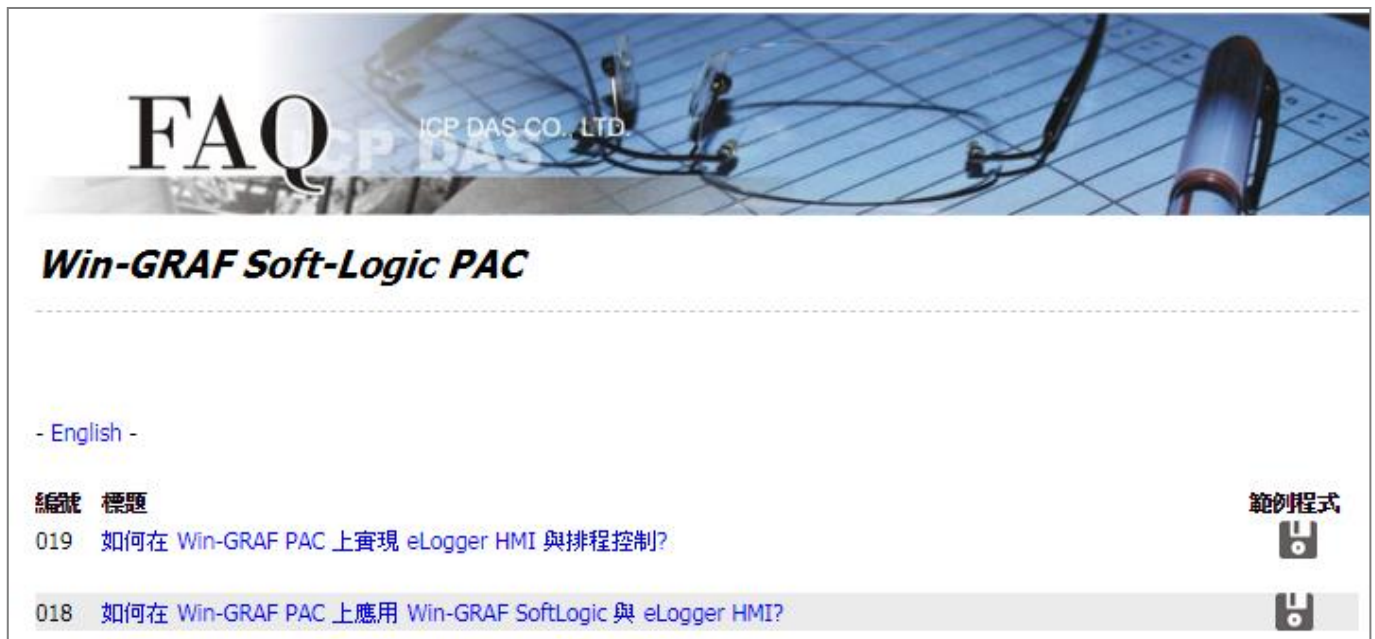 FAQ
ICP DAS CO., LTD.
ICP DAS
Win-GRAF Soft-Logic PAC
- English -
編號 標題 範例程式
019 如何在 Win-GRAF PAC 上實現 eLogger HMI 與排程控制?
018 如何在 Win-GRAF PAC 上應用 Win-GRAF SoftLogic 與 eLogger HMI?